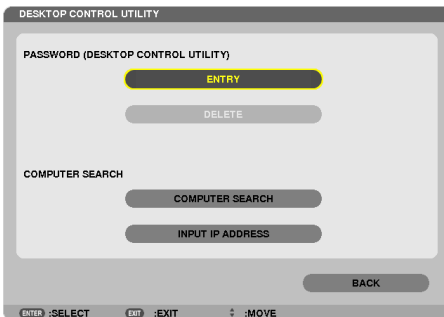 DESKTOP CONTROL UTILITY
PASSWORD (DESKTOP CONTROL UTILITY)
ENTRY
DELETE
COMPUTER SEARCH
COMPUTER SEARCH
INPUT IP ADDRESS
BACK
ENTER :SELECT EXIT :EXIT :MOVE